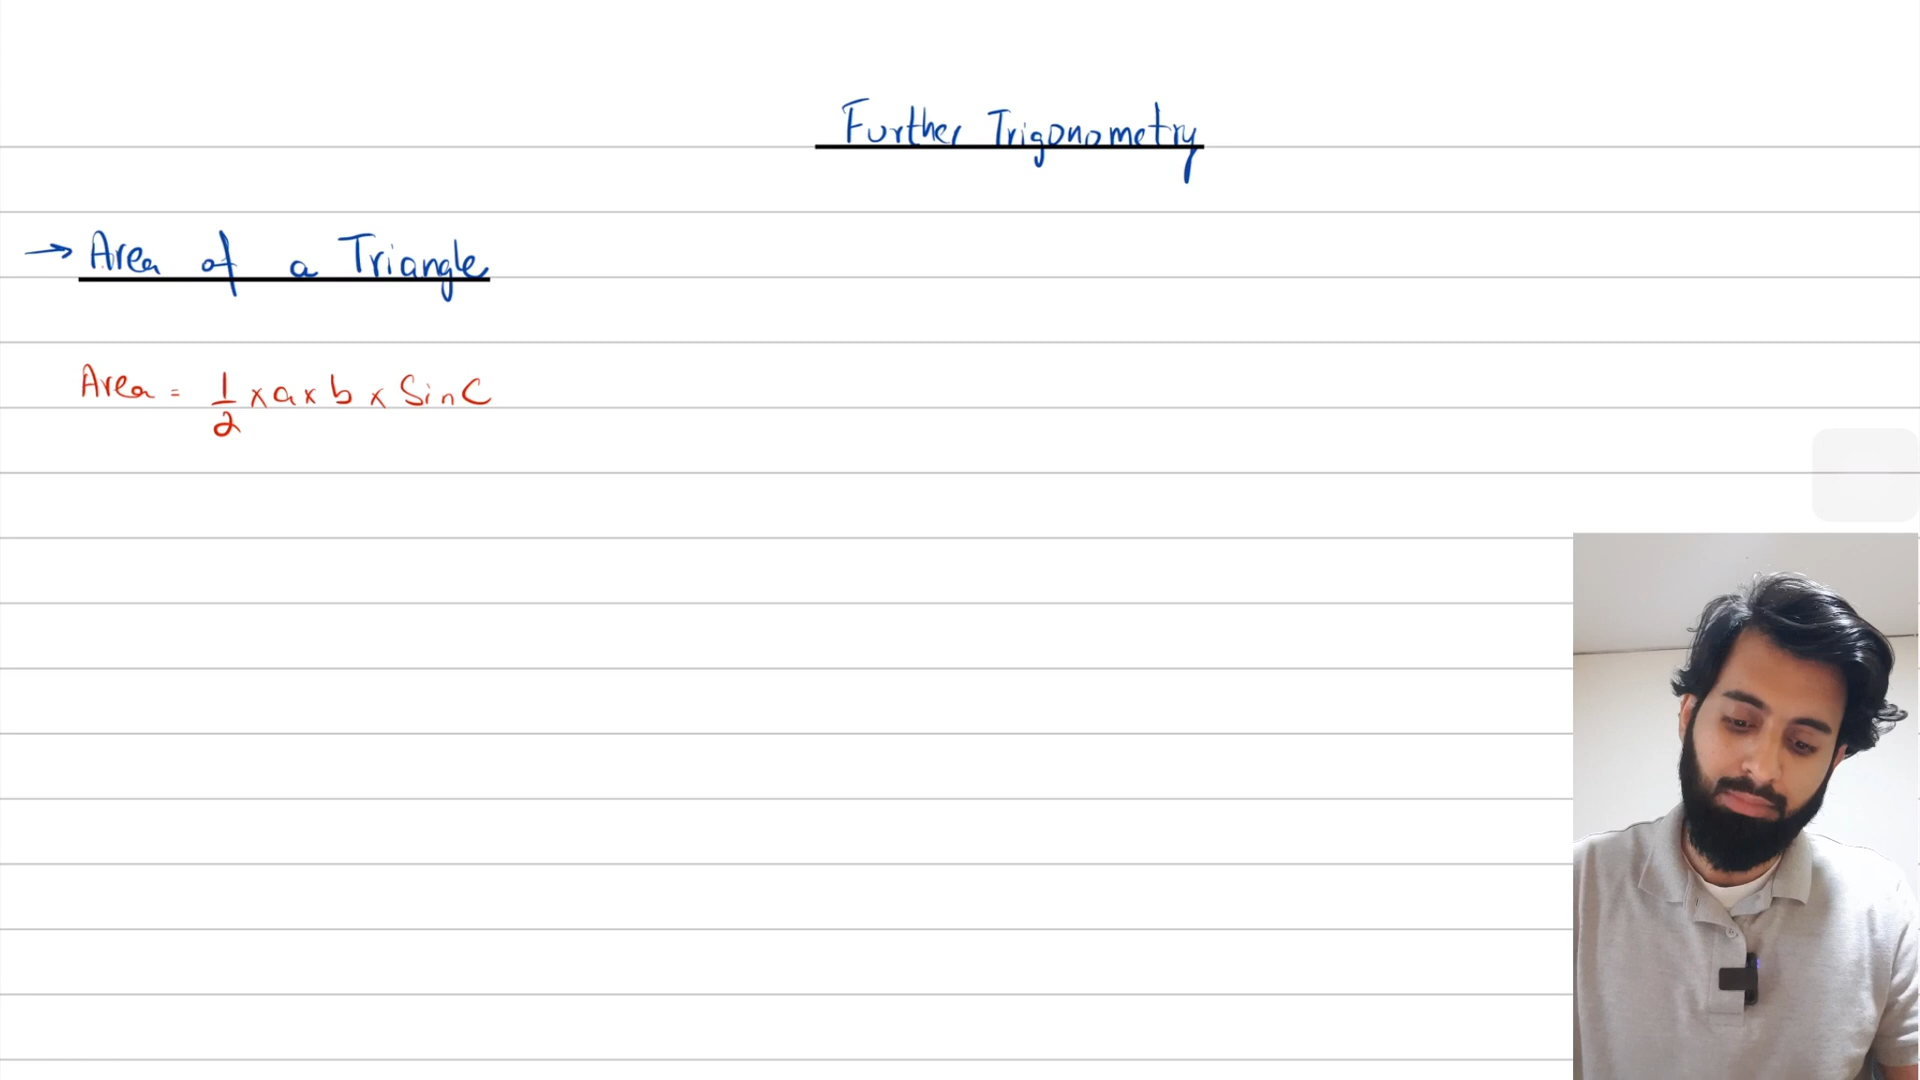 Further Trigonometry
→ Area of a Triangle
Area = 1/2 × a × b × Sin C